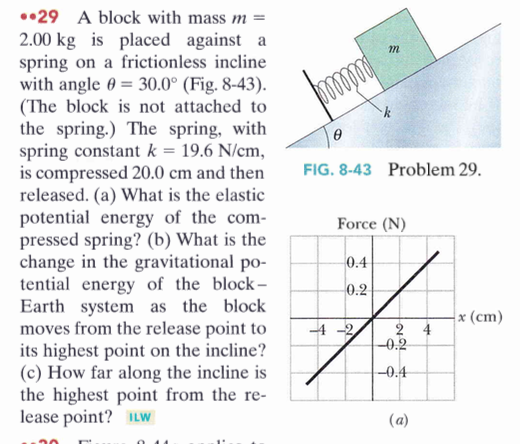 ••29 A block with mass m =
2.00 kg is placed against a
spring on a frictionless incline
with angle θ = 30.0° (Fig. 8-43).
(The block is not attached to
the spring.) The spring, with
spring constant k = 19.6 N/cm,
is compressed 20.0 cm and then
released. (a) What is the elastic
potential energy of the com-
pressed spring? (b) What is the
change in the gravitational po-
tential energy of the block–
Earth system as the block
moves from the release point to
its highest point on the incline?
(c) How far along the incline is
the highest point from the re-
lease point? ILW
m
k
θ
FIG. 8-43 Problem 29.
Force (N)
0.4
0.2
x (cm)
–4 –2 2 4
–0.2
–0.4
(a)